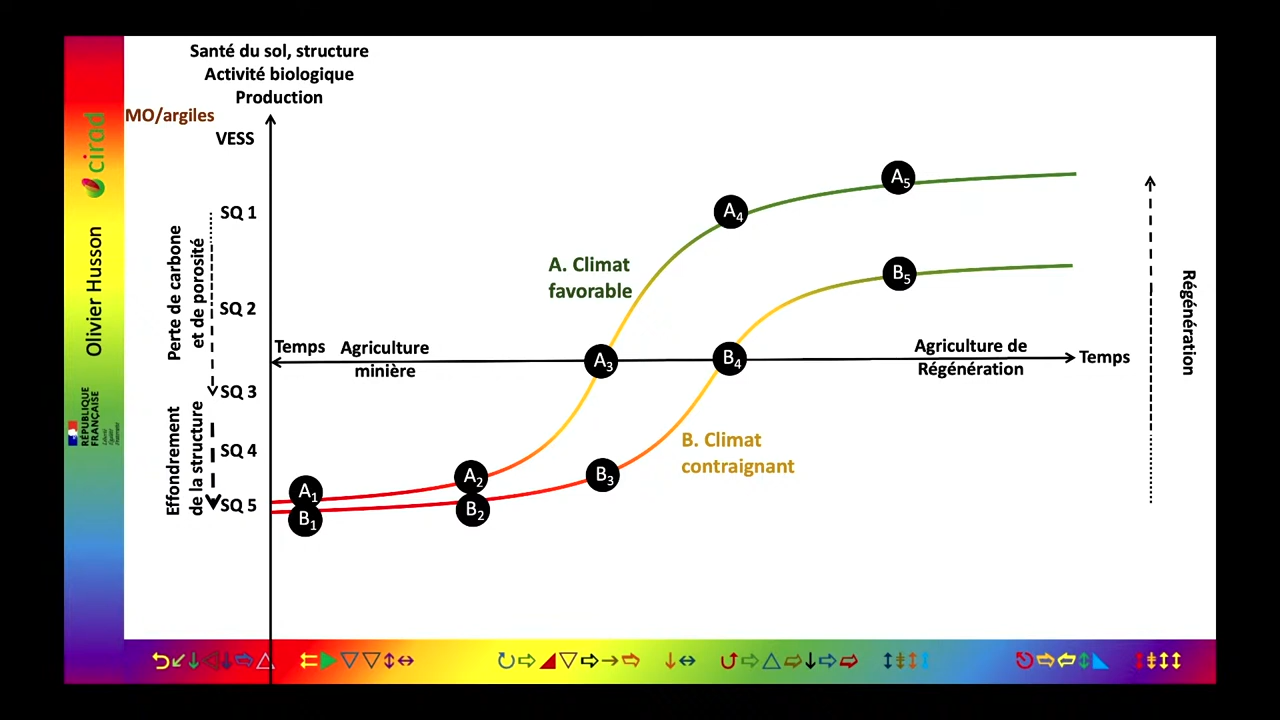 Santé du sol, structure
Activité biologique
Production
MO/argiles
VESS
SQ 1
SQ 2
SQ 3
SQ 4
SQ 5
Perte de carbone
et de porosité
Effondrement
de la structure
cirad
Olivier Husson
RÉPUBLIQUE
FRANÇAISE
Temps
Agriculture
minière
A. Climat
favorable
B. Climat
contraignant
Agriculture de
Régénération
Temps
Régénération
A1
A2
A3
A4
A5
B1
B2
B3
B4
B5